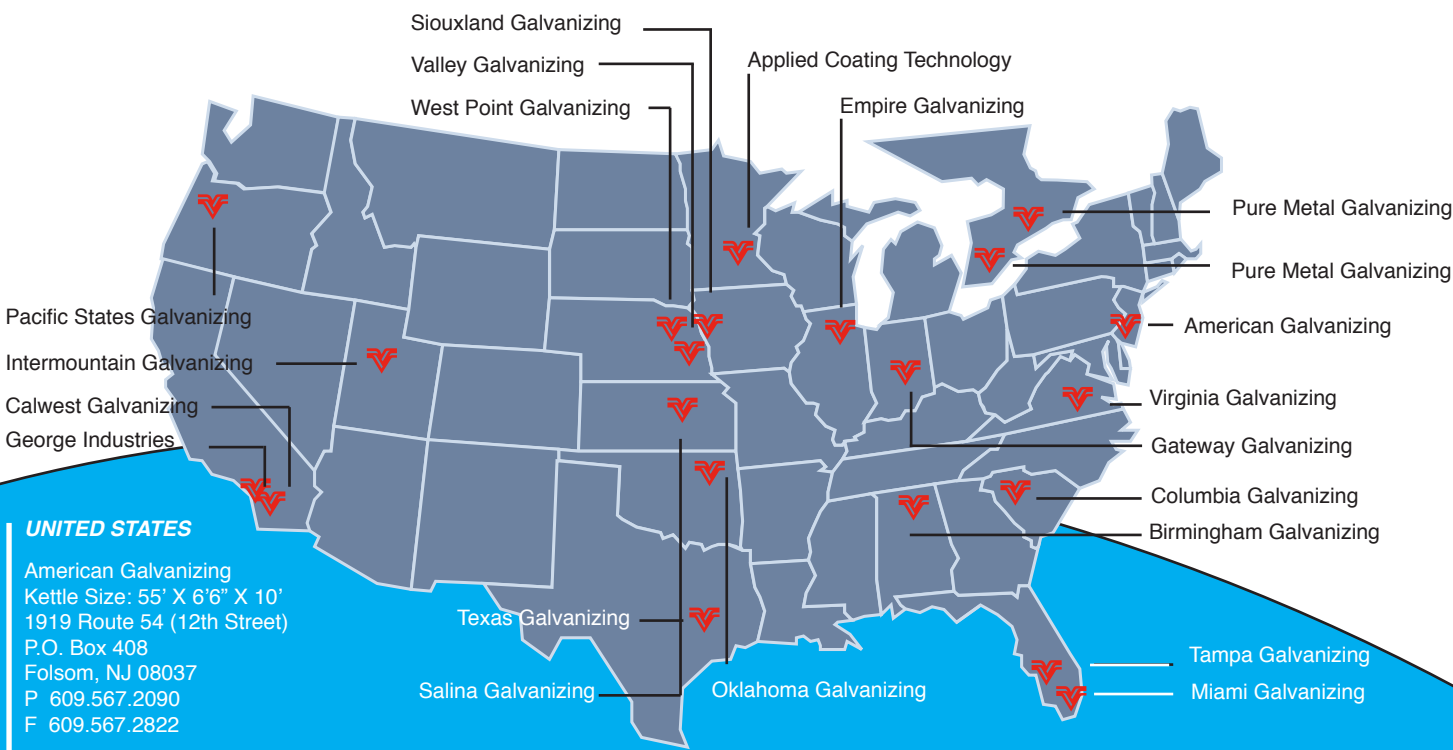 Siouxland Galvanizing
Valley Galvanizing
Applied Coating Technology
West Point Galvanizing
Empire Galvanizing
Pure Metal Galvanizing
Pure Metal Galvanizing
Pacific States Galvanizing
American Galvanizing
Intermountain Galvanizing
Virginia Galvanizing
Calwest Galvanizing
George Industries
Gateway Galvanizing
Columbia Galvanizing
Birmingham Galvanizing
UNITED STATES
American Galvanizing
Kettle Size: 55’ X 6’6” X 10’
1919 Route 54 (12th Street)
P.O. Box 408
Folsom, NJ 08037
P 609.567.2090
F 609.567.2822
Texas Galvanizing
Salina Galvanizing
Oklahoma Galvanizing
Tampa Galvanizing
Miami Galvanizing